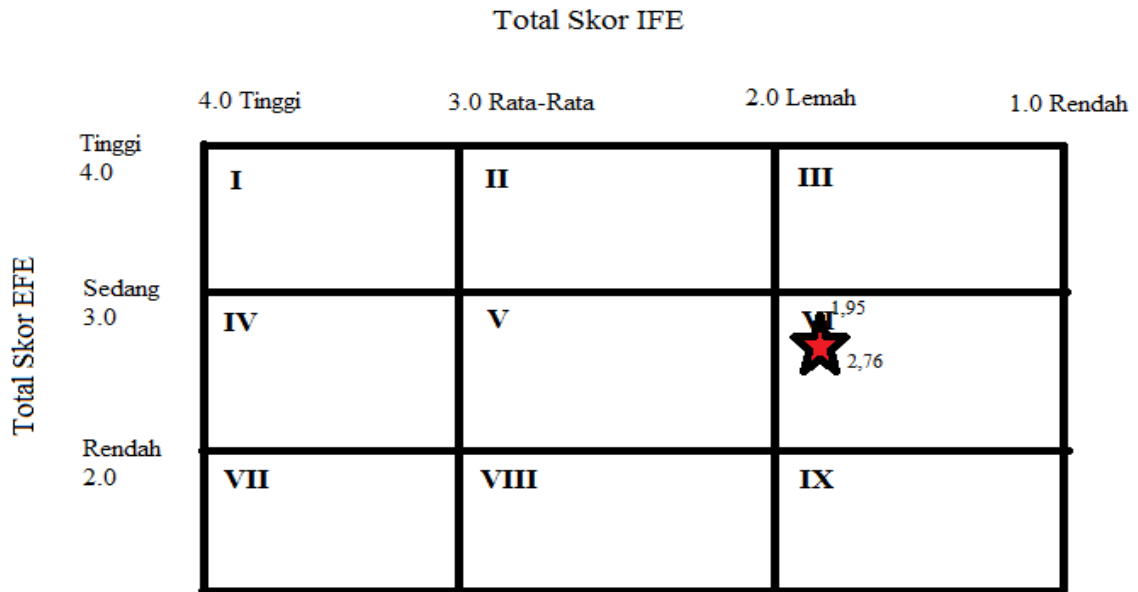 Total Skor IFE
4.0 Tinggi
3.0 Rata-Rata
2.0 Lemah
1.0 Rendah
Total Skor EFE
Tinggi
4.0
I
II
III
Sedang
3.0
IV
V
VI
1,95
2,76
Rendah
2.0
VII
VIII
IX